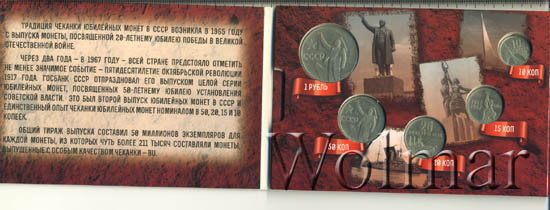 ТРАДИЦИЯ ЧЕКАНКИ ЮБИЛЕЙНЫХ МОНЕТ В СССР ВОЗНИКЛА В 1965 ГОДУ
С ВЫПУСКА МОНЕТЫ, ПОСВЯЩЕННОЙ 20-ЛЕТНЕМУ ЮБИЛЕЮ ПОБЕДЫ В ВЕЛИКОЙ
ОТЕЧЕСТВЕННОЙ ВОЙНЕ.
ЧЕРЕЗ ДВА ГОДА – В 1967 ГОДУ - ВСЕЙ СТРАНЕ ПРЕДСТОЯЛО ОТМЕТИТЬ
НЕ МЕНЕЕ ЗНАЧИМОЕ СОБЫТИЕ – ПЯТИДЕСЯТИЛЕТИЕ ОКТЯБРЬСКОЙ РЕВОЛЮЦИИ
1917 ГОДА. ГОСБАНК СССР ОТПРАЗДНОВАЛ ЕГО ВЫПУСКОМ ЦЕЛОЙ СЕРИИ
ЮБИЛЕЙНЫХ МОНЕТ, ПОСВЯЩЕННЫХ 50-ЛЕТНЕМУ ЮБИЛЕЮ УСТАНОВЛЕНИЯ
СОВЕТСКОЙ ВЛАСТИ. ЭТО БЫЛ ВТОРОЙ ВЫПУСК ЮБИЛЕЙНЫХ МОНЕТ В СССР И
ЕДИНСТВЕННЫЙ ОПЫТ ЧЕКАНКИ ЮБИЛЕЙНЫХ МОНЕТ НОМИНАЛОМ В 50, 20, 15 И 10
КОПЕЕК.
ОБЩИЙ ТИРАЖ ВЫПУСКА СОСТАВИЛ 50 МИЛЛИОНОВ ЭКЗЕМПЛЯРОВ ДЛЯ
КАЖДОЙ МОНЕТЫ, ИЗ КОТОРЫХ ЧУТЬ БОЛЕЕ 211 ТЫСЯЧ СОСТАВЛЯЛИ МОНЕТЫ,
ВЫПУЩЕННЫЕ С ОСОБЫМ КАЧЕСТВОМ ЧЕКАНКИ – BU.
1 РУБЛЬ
10 КОП
15 КОП
50 КОП
20
20 КОП
Wolmar